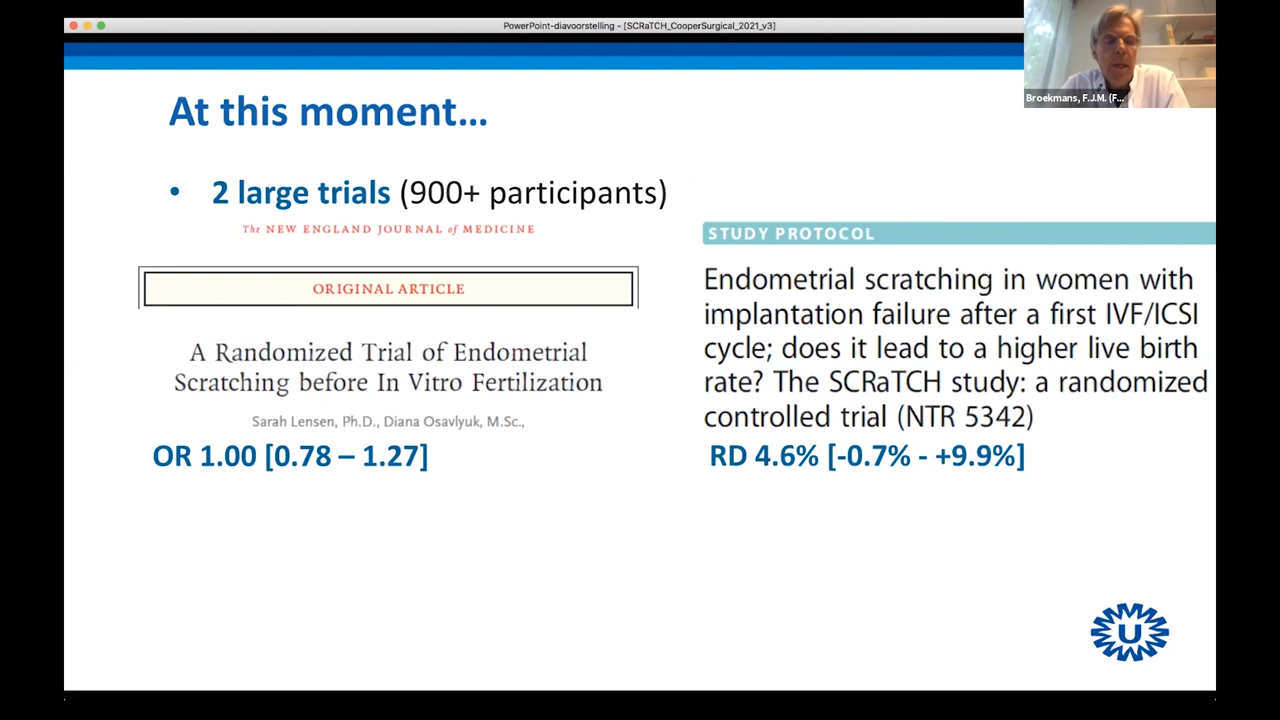 PowerPoint-diavoorstelling - [SCRaTCH_CooperSurgical_2021_v3]
Broekmans, F.J.M. (F...
At this moment...
• 2 large trials (900+ participants)
The NEW ENGLAND JOURNAL of MEDICINE
ORIGINAL ARTICLE
A Randomized Trial of Endometrial
Scratching before In Vitro Fertilization
Sarah Lensen, Ph.D., Diana Osavlyuk, M.Sc.,
OR 1.00 [0.78 – 1.27]
STUDY PROTOCOL
Endometrial scratching in women with
implantation failure after a first IVF/ICSI
cycle; does it lead to a higher live birth
rate? The SCRaTCH study: a randomized
controlled trial (NTR 5342)
RD 4.6% [-0.7% - +9.9%]
U